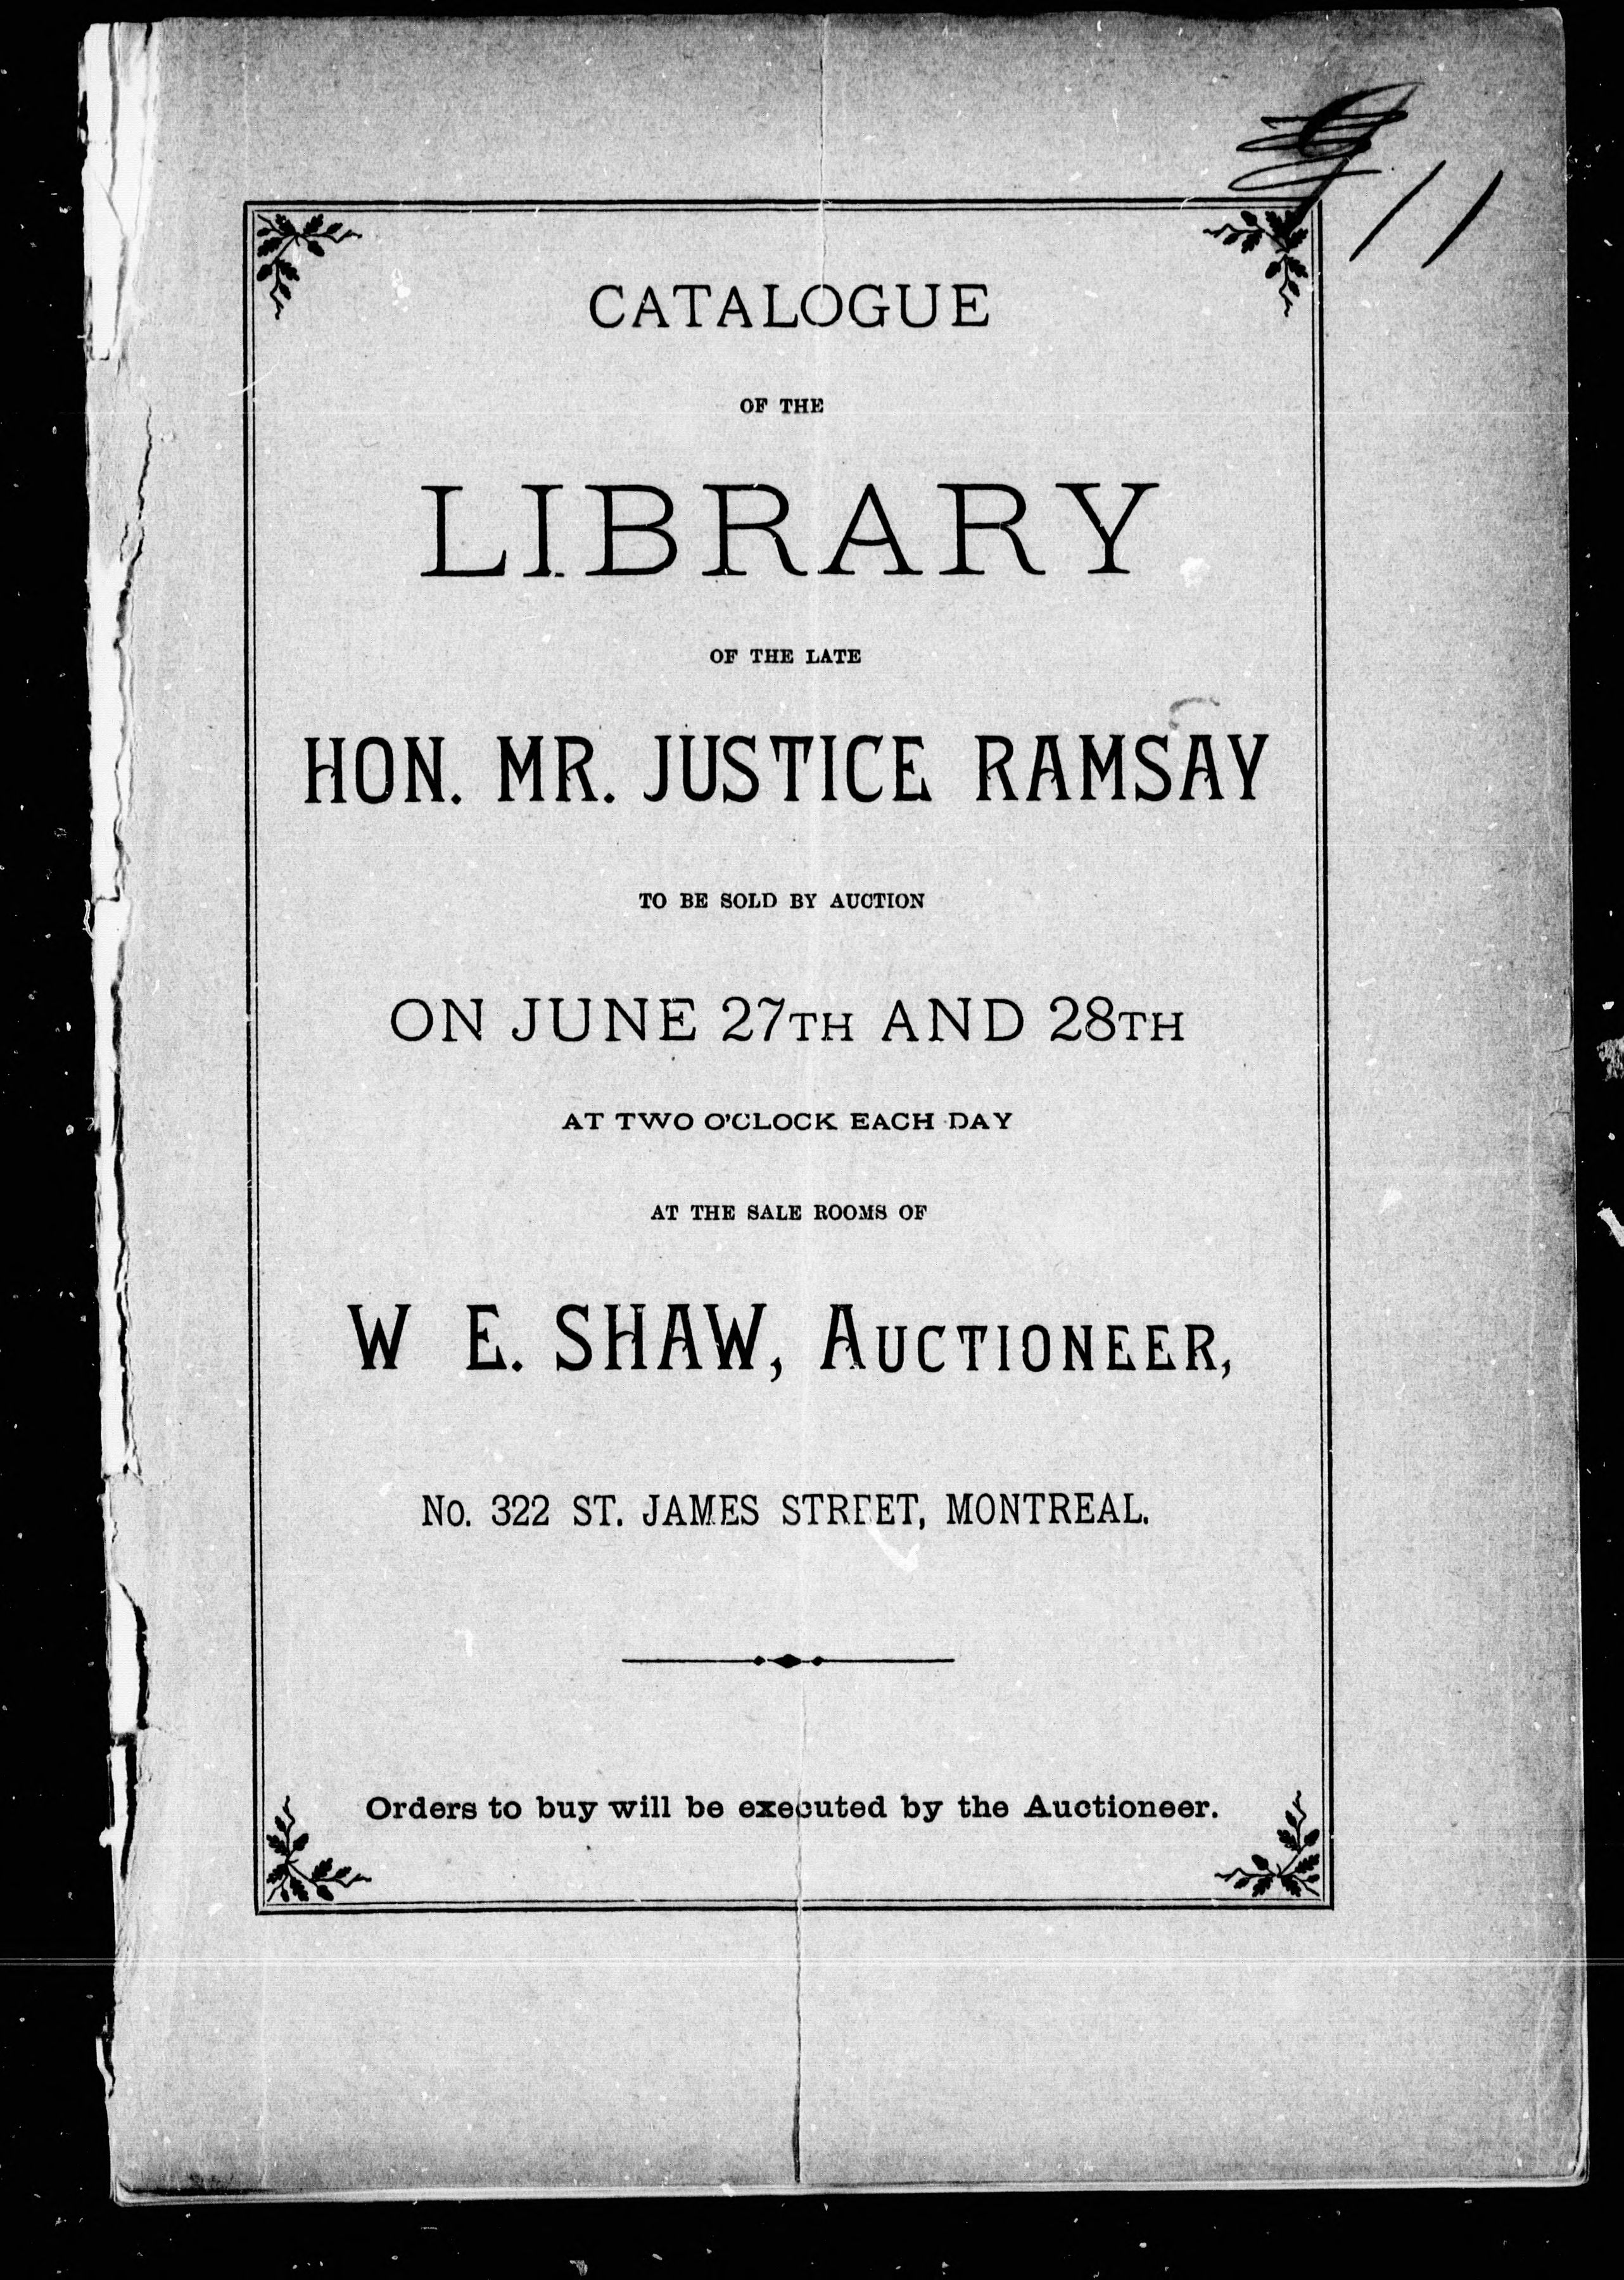 11
CATALOGUE
OF THE
LIBRARY
OF THE LATE
HON. MR. JUSTICE RAMSAY
TO BE SOLD BY AUCTION
ON JUNE 27TH AND 28TH
AT TWO O'CLOCK EACH DAY
AT THE SALE ROOMS OF
W E. SHAW, AUCTIONEER,
No. 322 ST. JAMES STREET, MONTREAL.
Orders to buy will be executed by the Auctioneer.